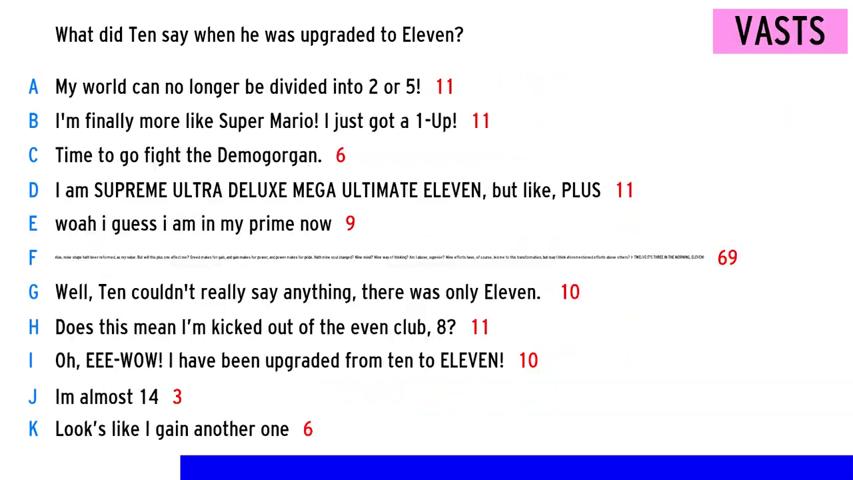 What did Ten say when he was upgraded to Eleven?
VASTS
A My world can no longer be divided into 2 or 5! 11
B I'm finally more like Super Mario! I just got a 1-Up! 11
C Time to go fight the Demogorgon. 6
D I am SUPREME ULTRA DELUXE MEGA ULTIMATE ELEVEN, but like, PLUS 11
E woah i guess i am in my prime now 9
F 69
G Well, Ten couldn't really say anything, there was only Eleven. 10
H Does this mean I'm kicked out of the even club, 8? 11
I Oh, EEE-WOW! I have been upgraded from ten to ELEVEN! 10
J Im almost 14 3
K Look's like I gain another one 6